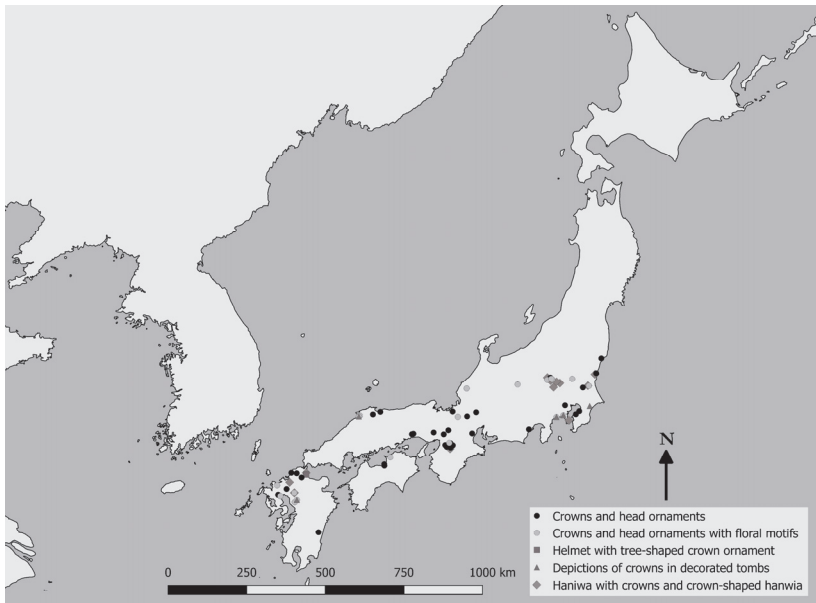 N
Crowns and head ornaments
Crowns and head ornaments with floral motifs
Helmet with tree-shaped crown ornament
Depictions of crowns in decorated tombs
Haniwa with crowns and crown-shaped hanwia
0 250 500 750 1000 km